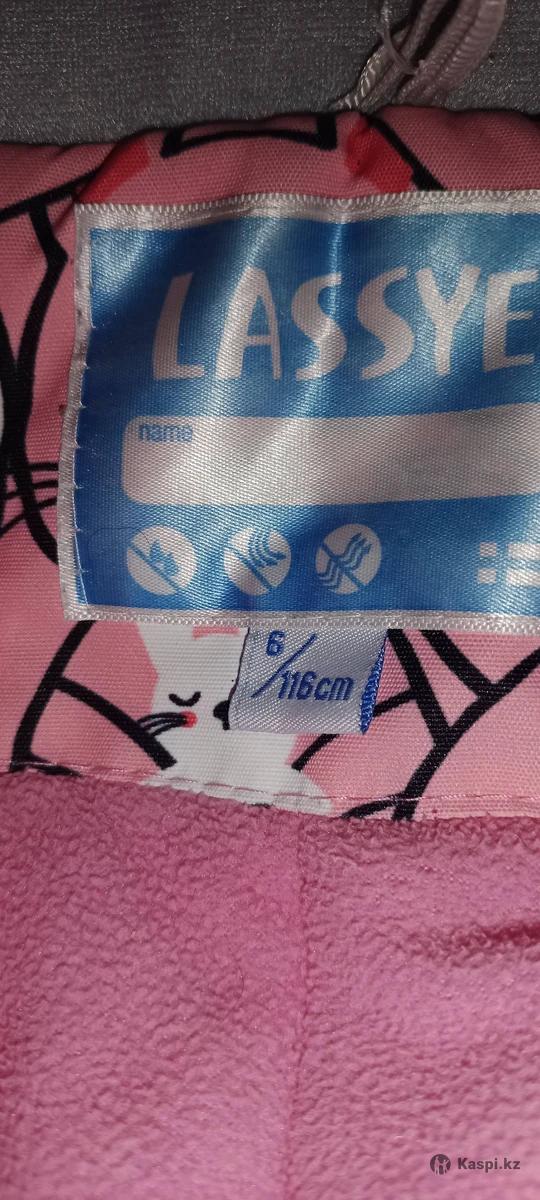 LASSYE
name
6/116cm
Kaspi.kz